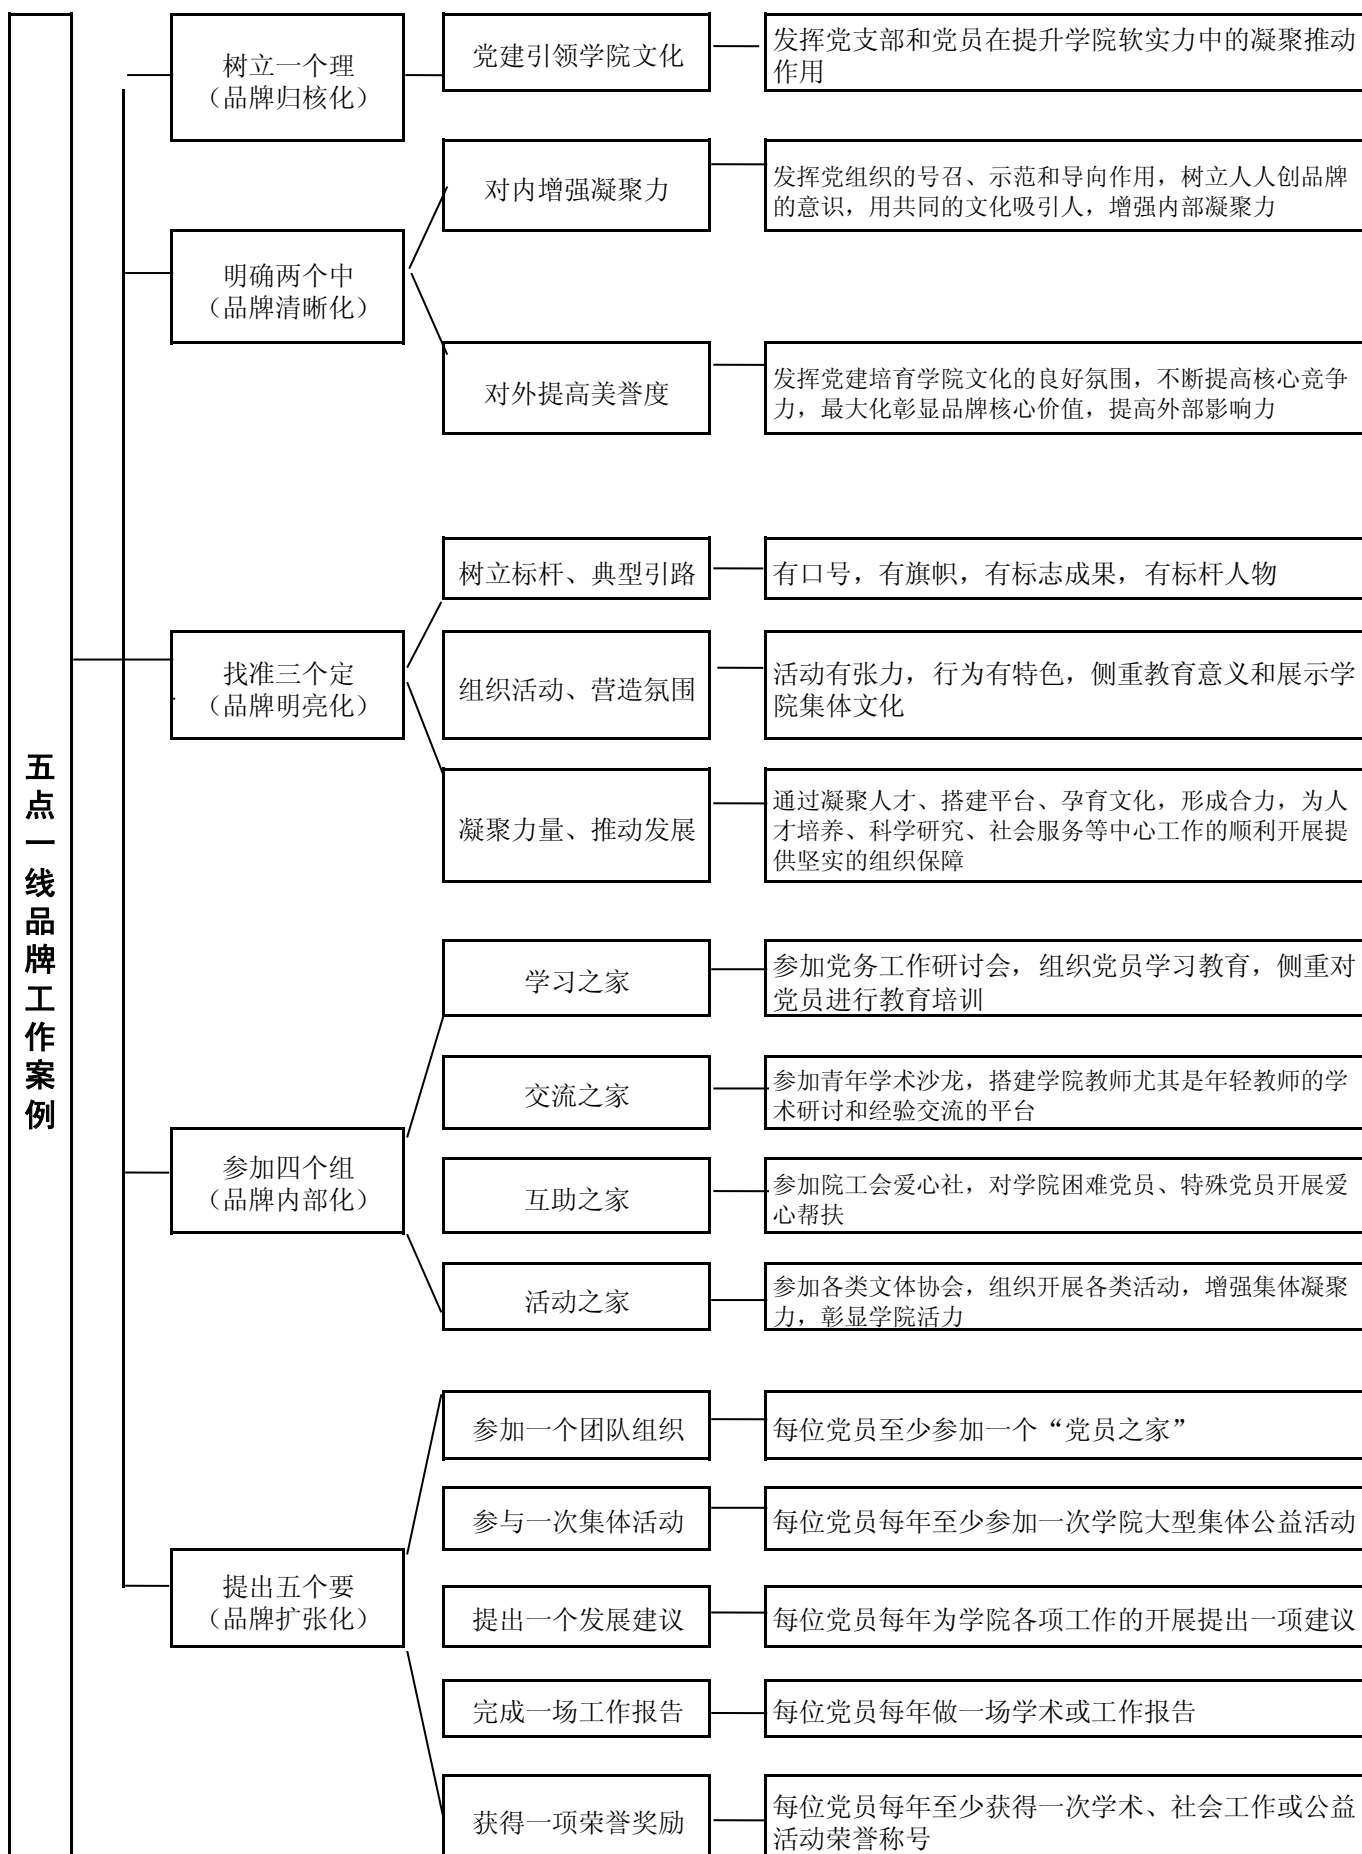 五点一线品牌工作案例
树立一个理
（品牌归核化）
党建引领学院文化
发挥党支部和党员在提升学院软实力中的凝聚推动
作用
明确两个中
（品牌清晰化）
对内增强凝聚力
发挥党组织的号召、示范和导向作用，树立人人创品牌
的意识，用共同的文化吸引人，增强内部凝聚力
对外提高美誉度
发挥党建培育学院文化的良好氛围，不断提高核心竞争
力，最大化彰显品牌核心价值，提高外部影响力
找准三个定
（品牌明亮化）
树立标杆、典型引路
有口号，有旗帜，有标志成果，有标杆人物
组织活动、营造氛围
活动有张力，行为有特色，侧重教育意义和展示学
院集体文化
凝聚力量、推动发展
通过凝聚人才、搭建平台、孕育文化，形成合力，为人
才培养、科学研究、社会服务等中心工作的顺利开展提
供坚实的组织保障
参加四个组
（品牌内部化）
学习之家
参加党务工作研讨会，组织党员学习教育，侧重对
党员进行教育培训
交流之家
参加青年学术沙龙，搭建学院教师尤其是年轻教师的学
术研讨和经验交流的平台
互助之家
参加院工会爱心社，对学院困难党员、特殊党员开展爱
心帮扶
活动之家
参加各类文体协会，组织开展各类活动，增强集体凝聚
力，彰显学院活力
提出五个要
（品牌扩张化）
参加一个团队组织
每位党员至少参加一个“党员之家”
参与一次集体活动
每位党员每年至少参加一次学院大型集体公益活动
提出一个发展建议
每位党员每年为学院各项工作的开展提出一项建议
完成一场工作报告
每位党员每年做一场学术或工作报告
获得一项荣誉奖励
每位党员每年至少获得一次学术、社会工作或公益
活动荣誉称号